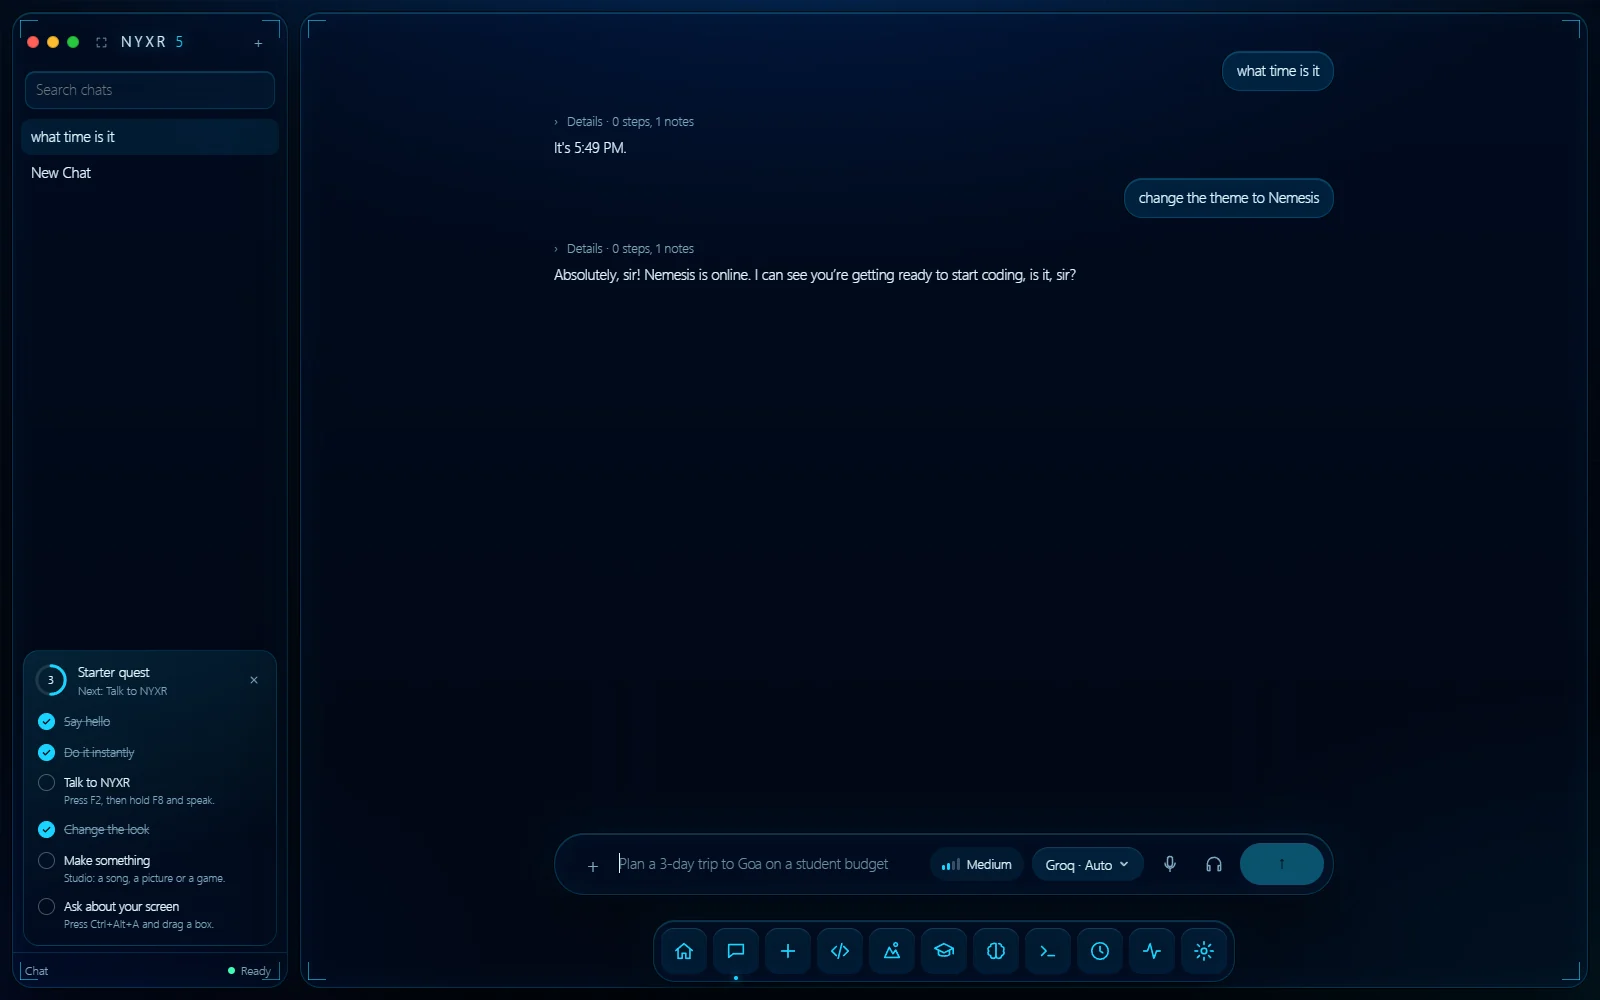 NYXR 5
+
Search chats
what time is it
New Chat
what time is it
› Details · 0 steps, 1 notes
It's 5:49 PM.
change the theme to Nemesis
› Details · 0 steps, 1 notes
Absolutely, sir! Nemesis is online. I can see you’re getting ready to start coding, is it, sir?
3
Starter quest
Next: Talk to NYXR
×
Say hello
Do it instantly
Talk to NYXR
Press F2, then hold F8 and speak.
Change the look
Make something
Studio: a song, a picture or a game.
Ask about your screen
Press Ctrl+Alt+A and drag a box.
Chat
Ready
+ Plan a 3-day trip to Goa on a student budget
Medium
Groq · Auto
↑